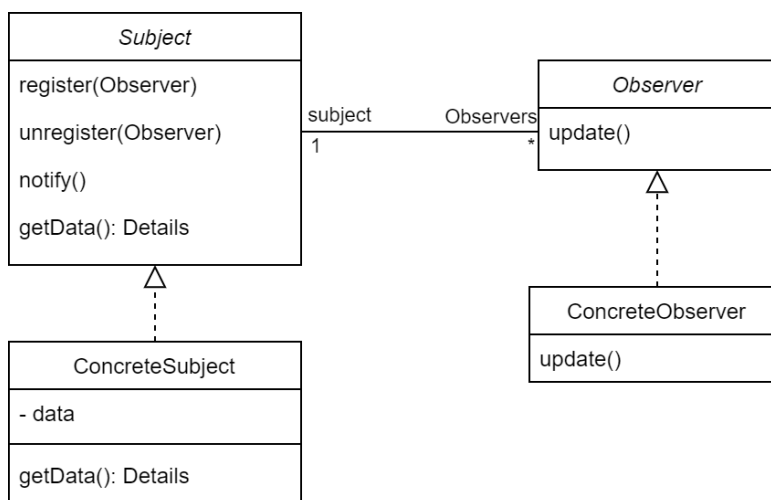 Subject
register(Observer)
unregister(Observer)
notify()
getData(): Details
subject
1
Observers
*
Observer
update()
ConcreteSubject
- data
getData(): Details
ConcreteObserver
update()